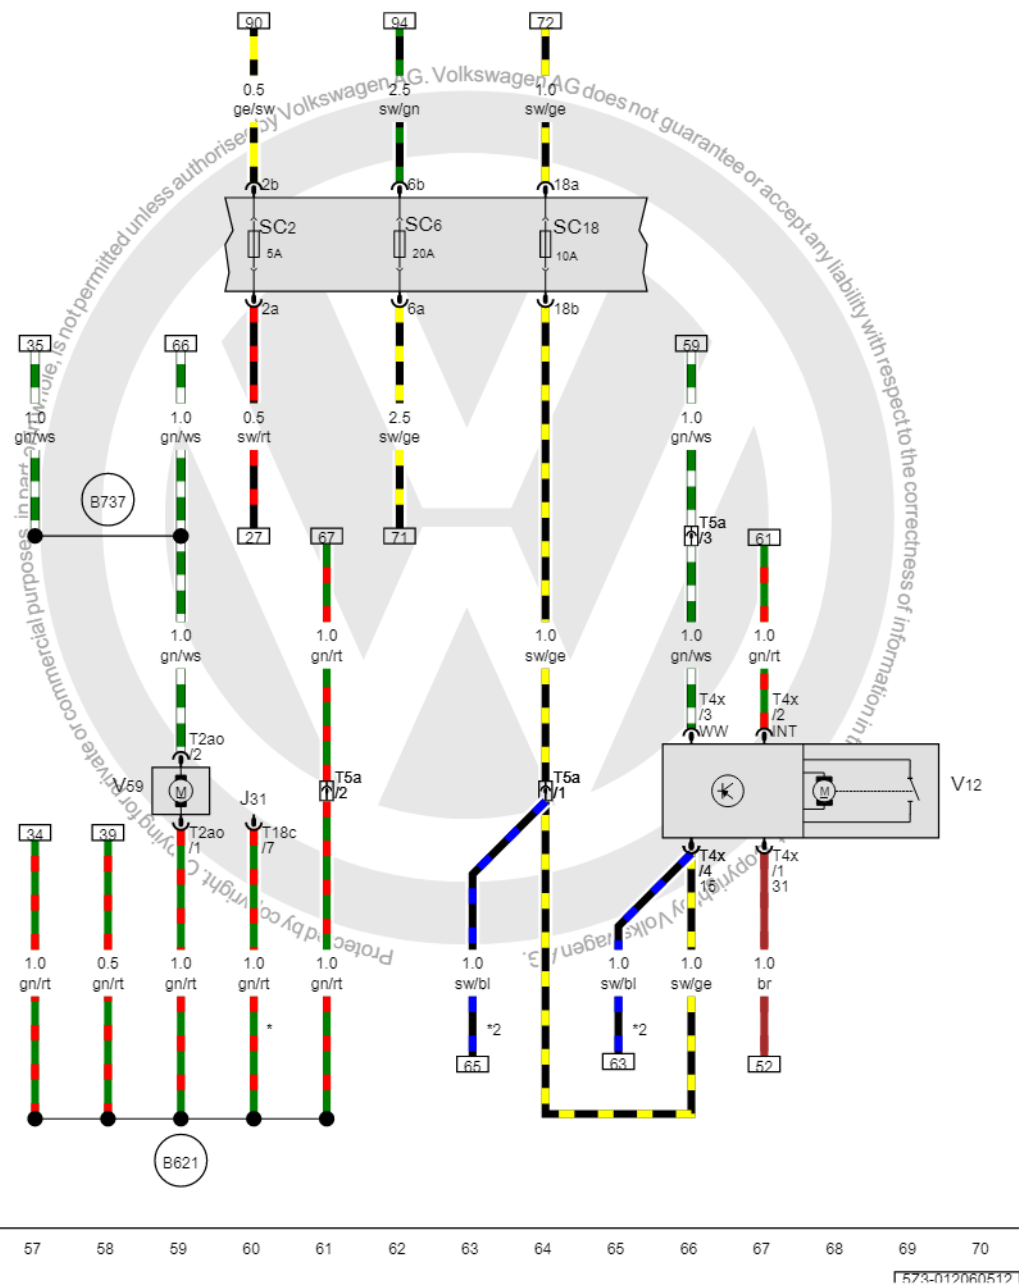 90
94
72
0.5
ge/sw
2.5
sw/gn
1.0
sw/ge
2b
6b
18a
SC2
5A
SC6
20A
SC18
10A
2a
6a
18b
35
66
59
1.0
gn/ws
1.0
gn/ws
0.5
sw/rt
2.5
sw/ge
1.0
gn/ws
B737
27
67
71
T5a
/3
61
1.0
gn/ws
1.0
gn/rt
1.0
sw/ge
1.0
gn/ws
1.0
gn/rt
T4x
/3
WW
T4x
/2
INT
T2ao
/2
V59
M
J31
T5a
/2
T5a
/1
M
V12
34
39
T2ao
/1
T18c
/7
T4x
/4
15
T4x
/1
31
1.0
gn/rt
0.5
gn/rt
1.0
gn/rt
1.0
gn/rt
1.0
gn/rt
1.0
sw/bl
1.0
sw/bl
1.0
sw/ge
1.0
br
*
*2
*2
65
63
52
B621
57 58 59 60 61 62 63 64 65 66 67 68 69 70
573-012060512
Protected by copyright. Copying for private or commercial purposes, in part or in whole, is not permitted unless authorised by Volkswagen AG. Volkswagen AG does not guarantee or accept any liability with respect to the correctness of information in
Copyright by Volkswagen AG.